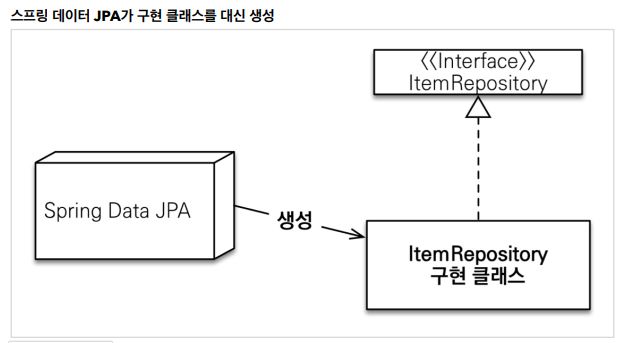 스프링 데이터 JPA가 구현 클래스를 대신 생성
《Interface》
ItemRepository
Spring Data JPA
생성
ItemRepository
구현 클래스